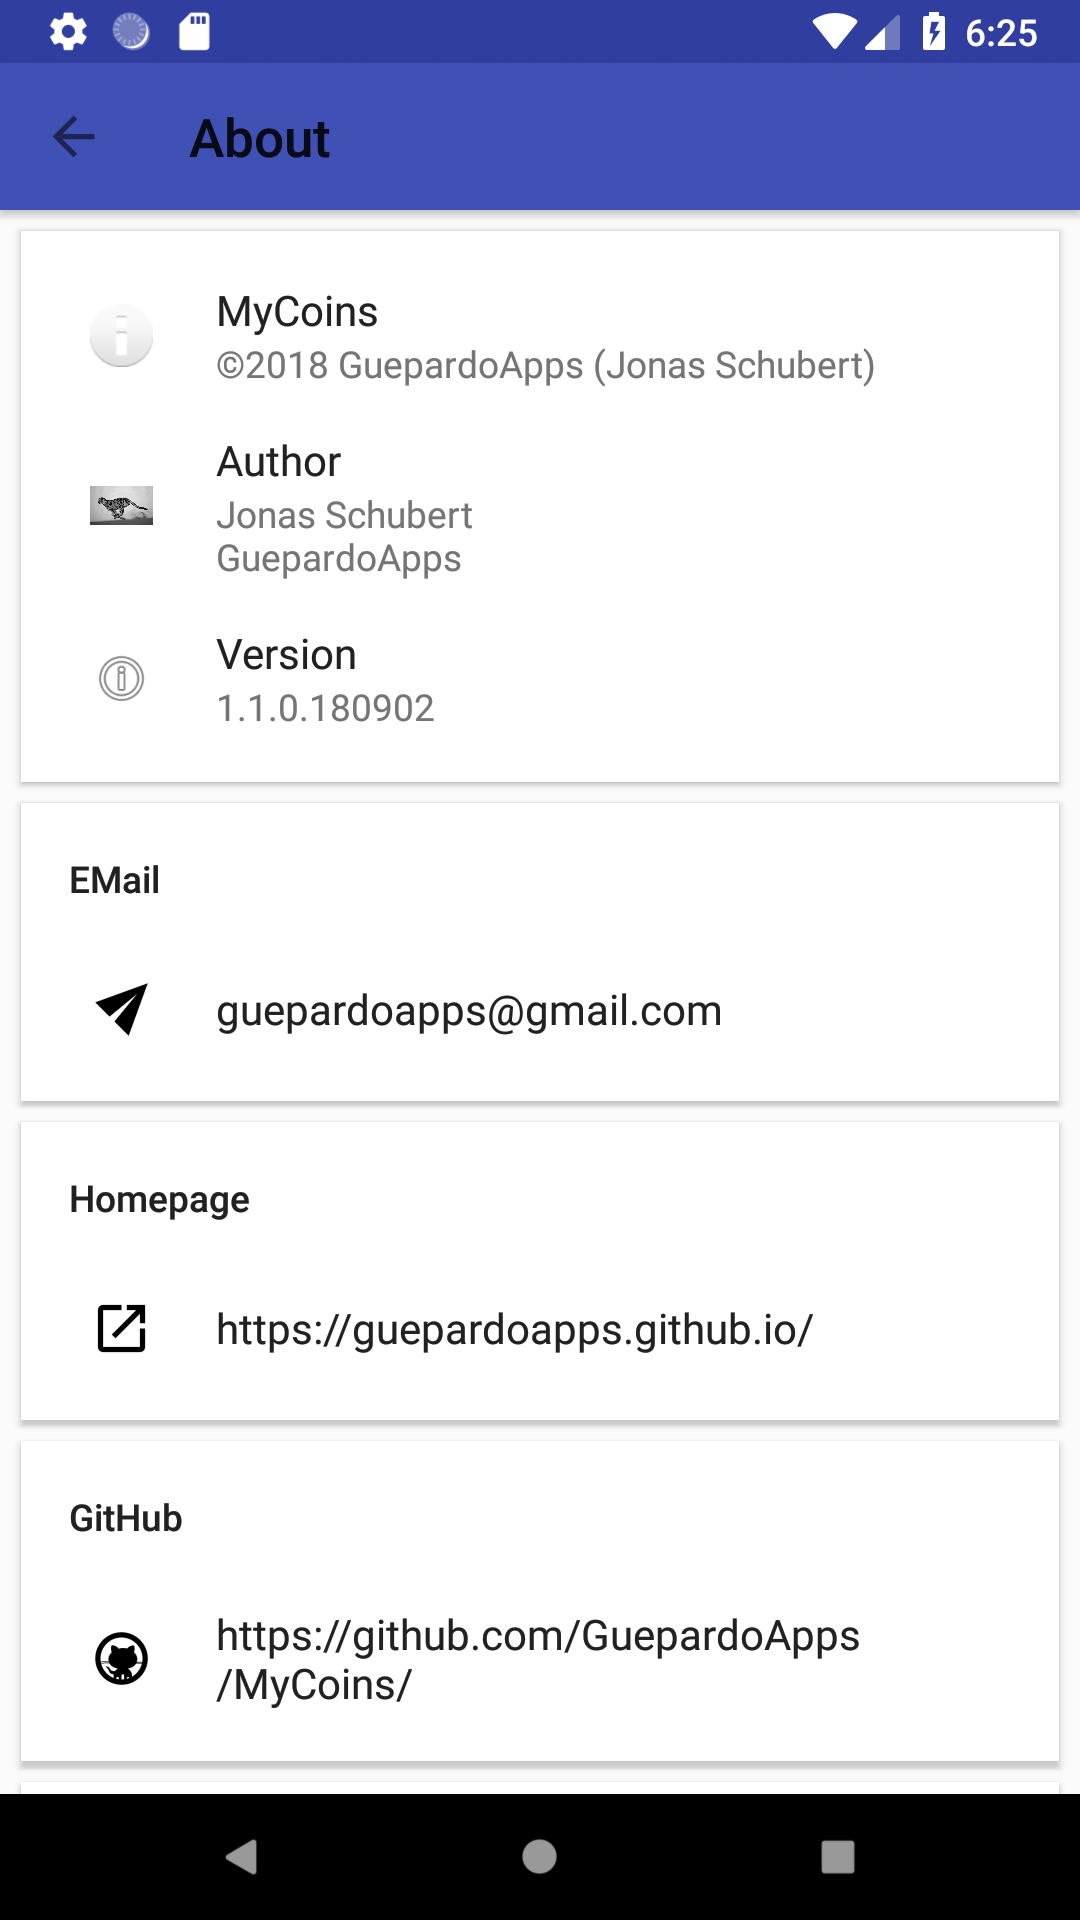 6:25
About
MyCoins
©2018 GuepardoApps (Jonas Schubert)
Author
Jonas Schubert
GuepardoApps
Version
1.1.0.180902
EMail
guepardoapps@gmail.com
Homepage
https://guepardoapps.github.io/
GitHub
https://github.com/GuepardoApps
/MyCoins/